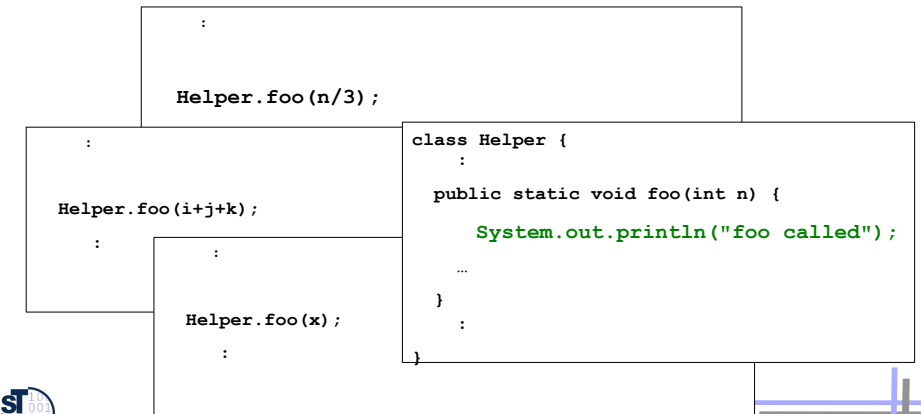 :
Helper.foo(n/3);
:
Helper.foo(i+j+k);
:
:
Helper.foo(x);
:
class Helper {
:
public static void foo(int n) {
System.out.println("foo called");
…
}
:
}
ST